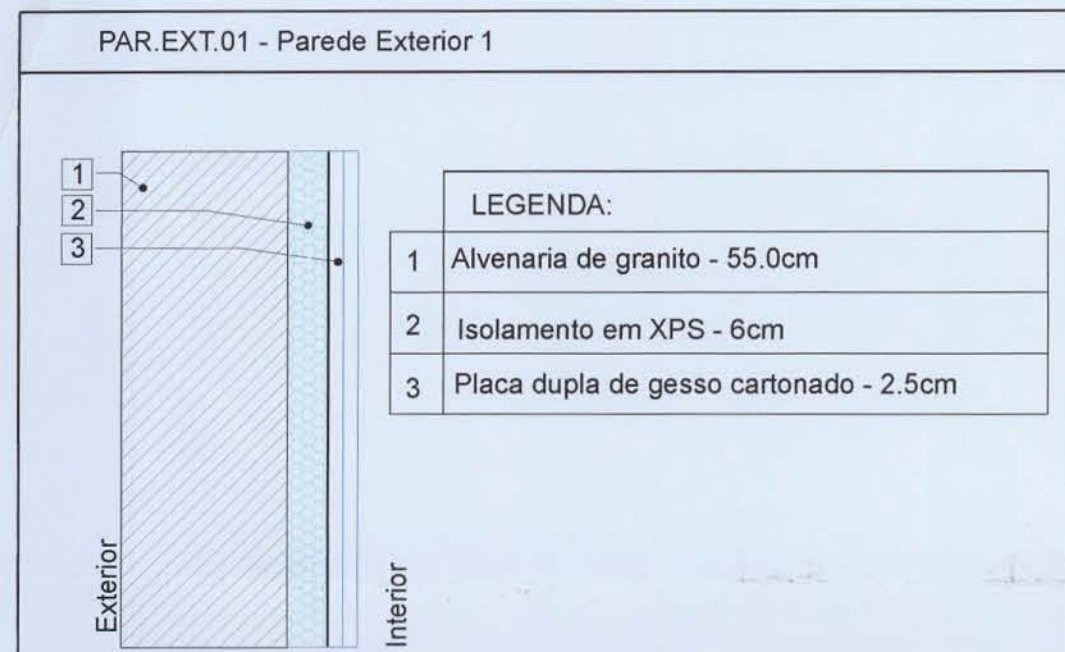 PAR.EXT.01 - Parede Exterior 1
1
2
3
LEGENDA:
1 Alvenaria de granito - 55.0cm
2 Isolamento em XPS - 6cm
3 Placa dupla de gesso cartonado - 2.5cm
Exterior
Interior